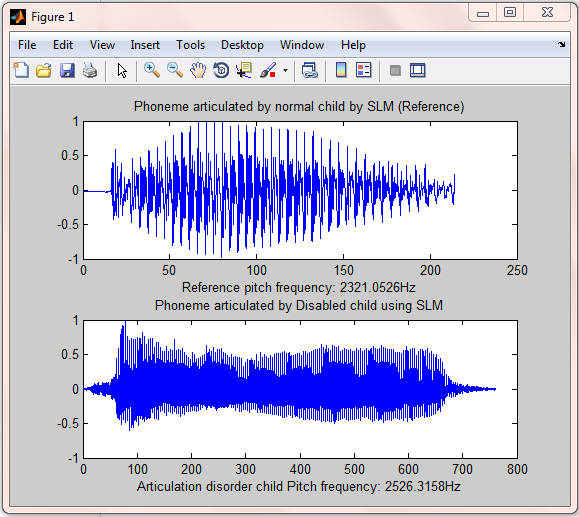 Figure 1
File Edit View Insert Tools Desktop Window Help
Phoneme articulated by normal child by SLM (Reference)
1
0.5
0
-0.5
-1
0 50 100 150 200 250
Reference pitch frequency: 2321.0526Hz
Phoneme articulated by Disabled child using SLM
1
0.5
0
-0.5
-1
0 100 200 300 400 500 600 700 800
Articulation disorder child Pitch frequency: 2526.3158Hz